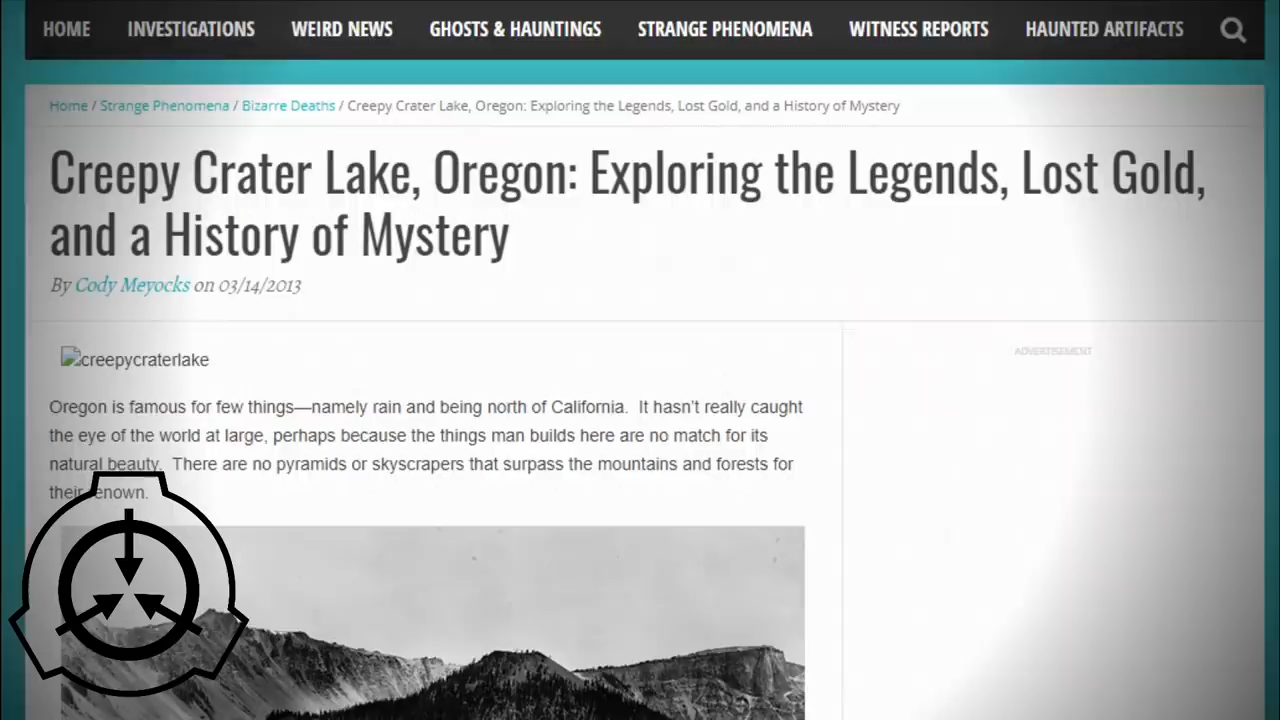 HOME INVESTIGATIONS WEIRD NEWS GHOSTS & HAUNTINGS STRANGE PHENOMENA WITNESS REPORTS HAUNTED ARTIFACTS
Home / Strange Phenomena / Bizarre Deaths / Creepy Crater Lake, Oregon: Exploring the Legends, Lost Gold, and a History of Mystery
Creepy Crater Lake, Oregon: Exploring the Legends, Lost Gold,
and a History of Mystery
By Cody Meyocks on 03/14/2013
creepycraterlake
ADVERTISEMENT
Oregon is famous for few things—namely rain and being north of California. It hasn't really caught
the eye of the world at large, perhaps because the things man builds here are no match for its
natural beauty. There are no pyramids or skyscrapers that surpass the mountains and forests for
their renown.